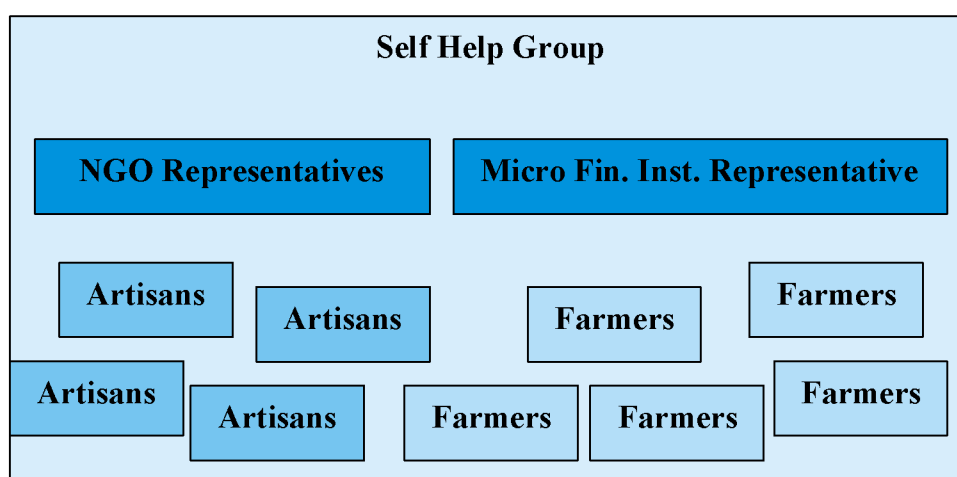 Self Help Group
NGO Representatives
Micro Fin. Inst. Representative
Artisans
Artisans
Farmers
Farmers
Artisans
Artisans
Farmers
Farmers
Farmers